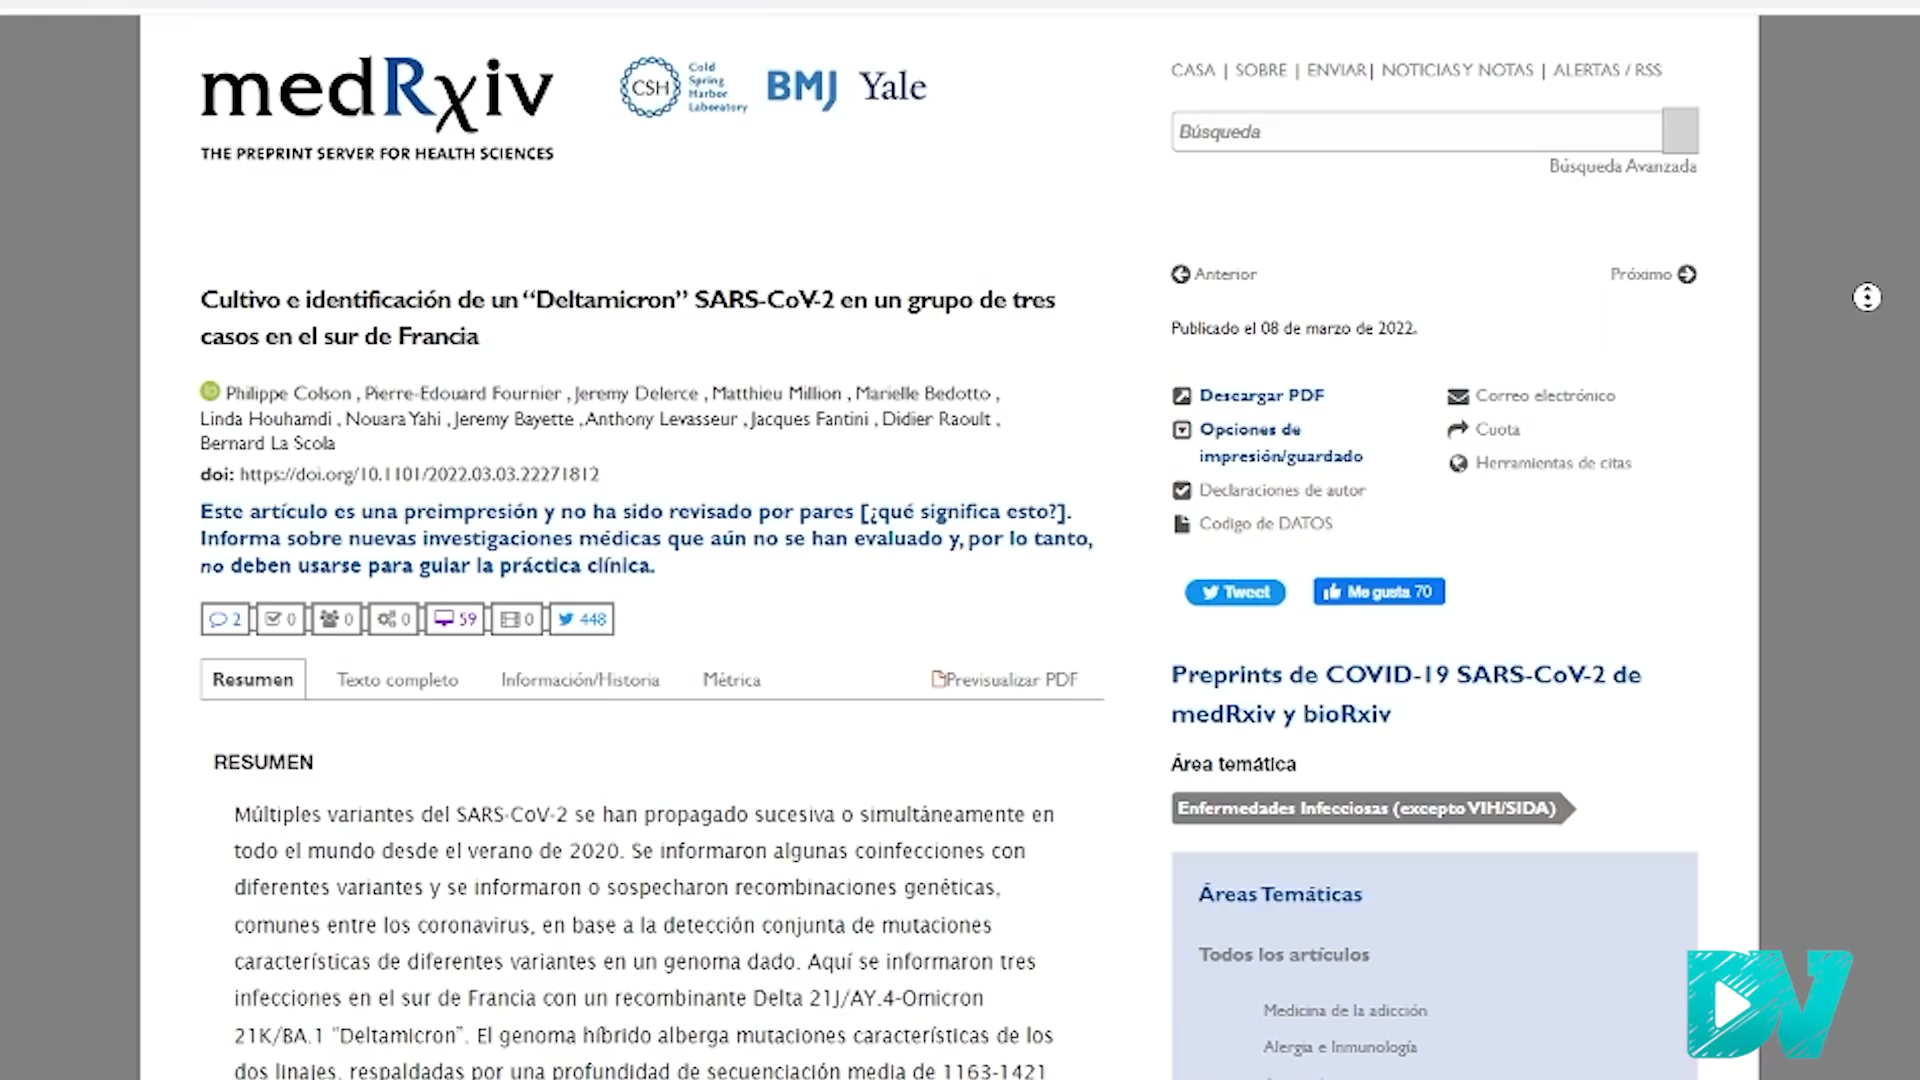 medRxiv
THE PREPRINT SERVER FOR HEALTH SCIENCES
CSH Cold
Spring
Harbor
Laboratory
BMJ Yale
CASA | SOBRE | ENVIAR| NOTICIAS Y NOTAS | ALERTAS / RSS
Búsqueda
Búsqueda Avanzada
Anterior
Próximo
Cultivo e identificación de un “Deltamicron” SARS-CoV-2 en un grupo de tres
casos en el sur de Francia
iD Philippe Colson , Pierre-Edouard Fournier , Jeremy Delerce , Matthieu Million , Marielle Bedotto ,
Linda Houhamdi , Nouara Yahi , Jeremy Bayette , Anthony Levasseur , Jacques Fantini , Didier Raoult ,
Bernard La Scola
doi: https://doi.org/10.1101/2022.03.03.22271812
Este artículo es una preimpresión y no ha sido revisado por pares [¿qué significa esto?].
Informa sobre nuevas investigaciones médicas que aún no se han evaluado y, por lo tanto,
no deben usarse para guiar la práctica clínica.
2 0 0 0 59 0 448
Resumen Texto completo Información/Historia Métrica Previsualizar PDF
RESUMEN
Múltiples variantes del SARS-CoV-2 se han propagado sucesiva o simultáneamente en
todo el mundo desde el verano de 2020. Se informaron algunas coinfecciones con
diferentes variantes y se informaron o sospecharon recombinaciones genéticas,
comunes entre los coronavirus, en base a la detección conjunta de mutaciones
características de diferentes variantes en un genoma dado. Aquí se informaron tres
infecciones en el sur de Francia con un recombinante Delta 21J/AY.4-Omicron
21K/BA.1 "Deltamicron". El genoma híbrido alberga mutaciones características de los
dos linajes, respaldadas por una profundidad de secuenciación media de 1163-1421
Publicado el 08 de marzo de 2022.
Descargar PDF
Opciones de
impresión/guardado
Declaraciones de autor
Codigo de DATOS
Correo electrónico
Cuota
Herramientas de citas
Tweet
Me gusta 70
Preprints de COVID-19 SARS-CoV-2 de
medRxiv y bioRxiv
Área temática
Enfermedades Infecciosas (excepto VIH/SIDA)
Áreas Temáticas
Todos los artículos
Medicina de la adicción
Alergia e Inmunología
DV